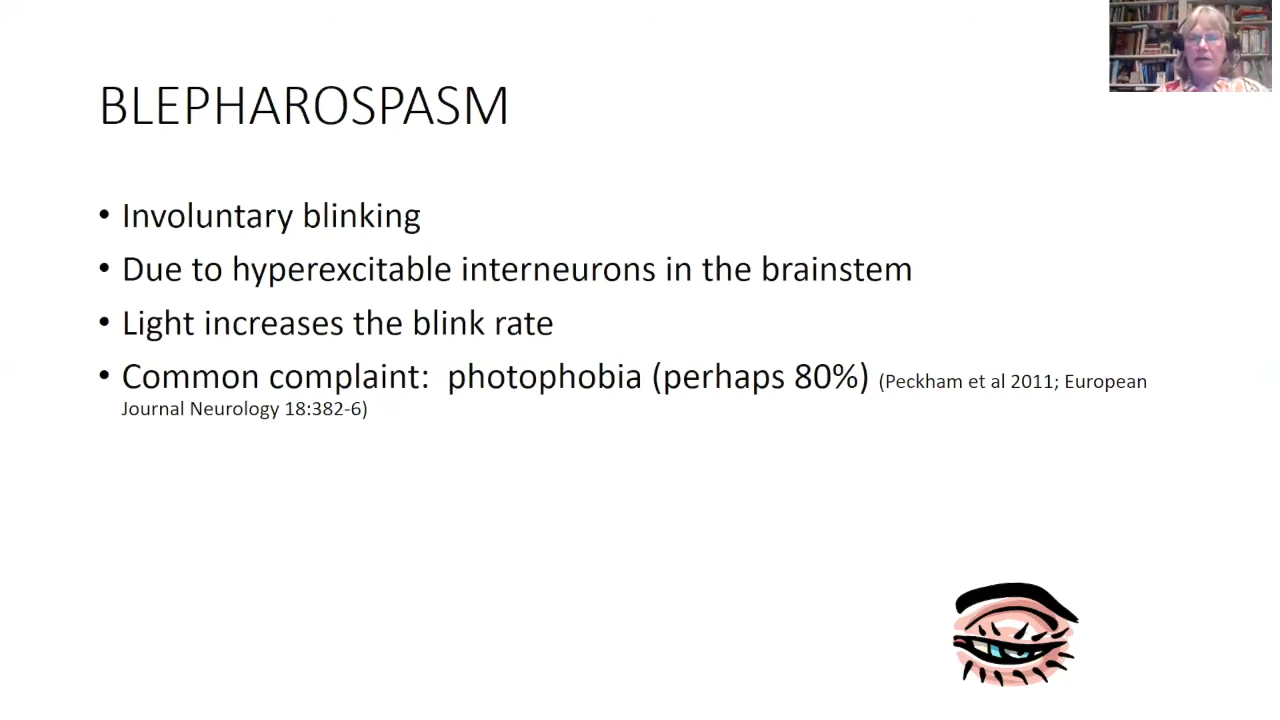 BLEPHAROSPASM
• Involuntary blinking
• Due to hyperexcitable interneurons in the brainstem
• Light increases the blink rate
• Common complaint:  photophobia (perhaps 80%) (Peckham et al 2011; European
Journal Neurology 18:382-6)